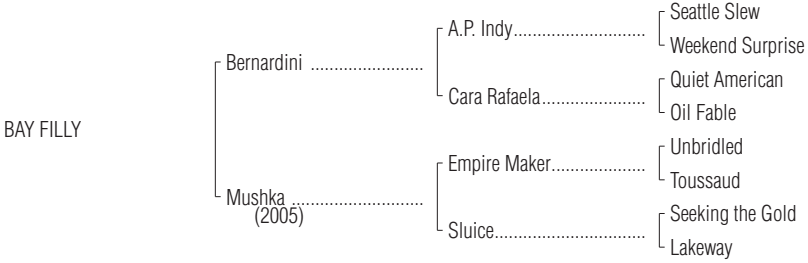 Seattle Slew
A.P. Indy..............................
Weekend Surprise
Bernardini ..........................
Quiet American
Cara Rafaela........................
Oil Fable
BAY FILLY
Unbridled
Empire Maker......................
Toussaud
Mushka ..............................
(2005)
Seeking the Gold
Sluice...................................
Lakeway